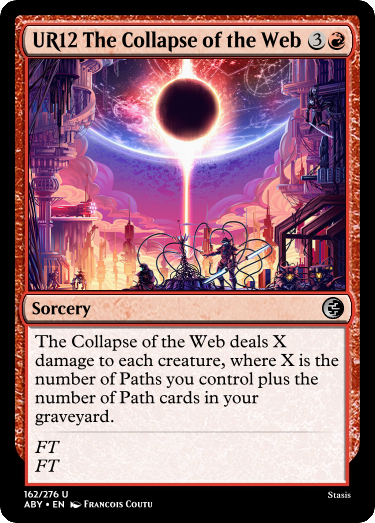 UR12 The Collapse of the Web 3
Sorcery
The Collapse of the Web deals X
damage to each creature, where X is the
number of Paths you control plus the
number of Path cards in your
graveyard.
FT
FT
162/276 U
ABY • EN Francois Coutu
Stasis